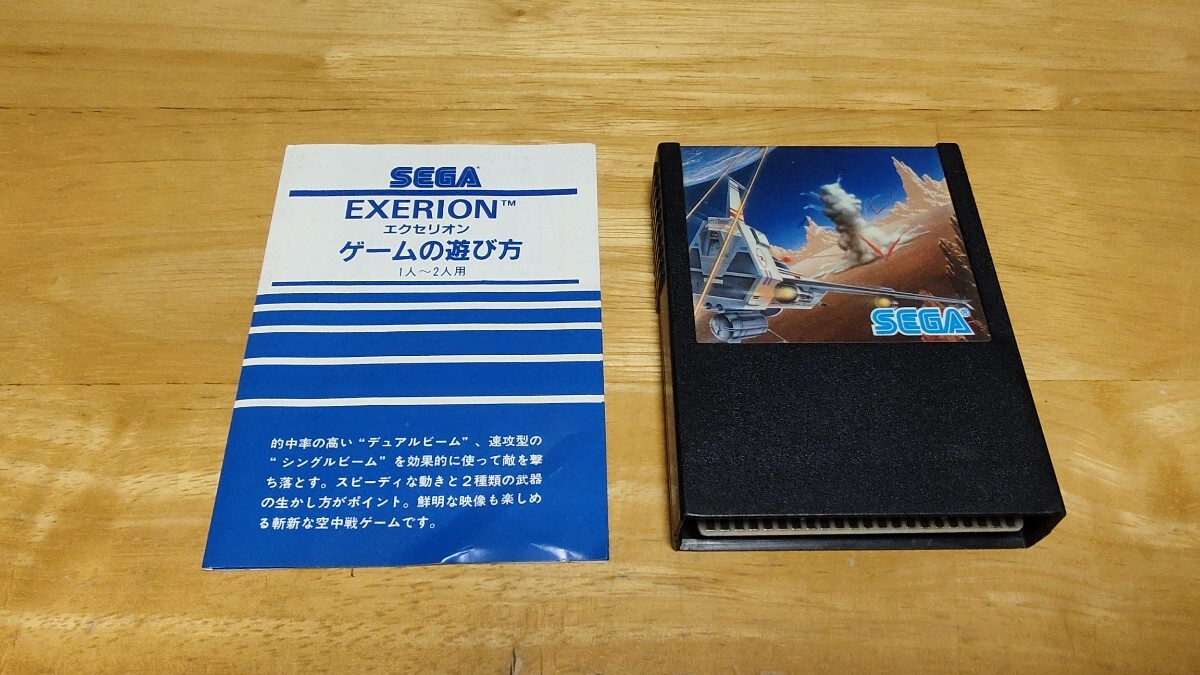 SEGA®
EXERION™
エクセリオン
ゲームの遊び方
1人～2人用
的中率の高い“デュアルビーム”、速攻型の
“シングルビーム”を効果的に使って敵を撃
ち落とす。スピーディな動きと2種類の武器
の生かし方がポイント。鮮明な映像も楽しめ
る斬新な空中戦ゲームです。
SEGA®